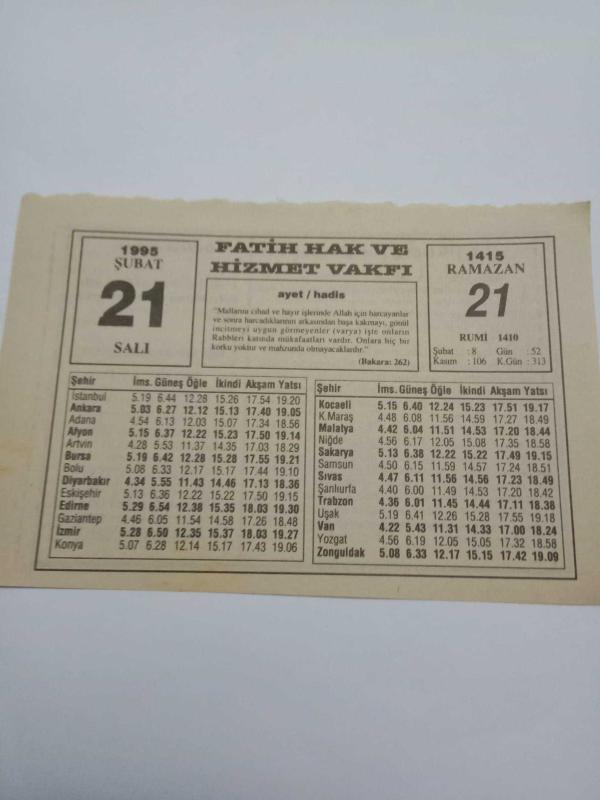 1995
ŞUBAT
21
SALI
FATİH HAK VE
HİZMET VAKFI
ayet / hadis
"Mallarını cihad ve hayır işlerinde Allah için harcayanlar
ve sonra harcadıklarının arkasından başa kakmayı, gönül
incitmeyi uygun görmeyenler (varya) işte onların
Rabbleri katında mükafaatları vardır. Onlara hiç bir
korku yoktur ve mahzunda olmayacaklardır."
(Bakara: 262)
1415
RAMAZAN
21
RUMİ 1410
Şubat : 8 Gün : 52
Kasım : 106 K.Gün : 313
Şehir İms. Güneş Öğle İkindi Akşam Yatsı
İstanbul 5.19 6.44 12.28 15.26 17.54 19.20
Ankara 5.03 6.27 12.12 15.13 17.40 19.05
Adana 4.54 6.13 12.03 15.07 17.34 18.56
Afyon 5.15 6.37 12.22 15.23 17.50 19.14
Artvin 4.28 5.53 11.37 14.35 17.03 18.29
Bursa 5.19 6.42 12.28 15.28 17.55 19.21
Bolu 5.08 6.33 12.17 15.17 17.44 19.10
Diyarbakır 4.34 5.55 11.43 14.46 17.13 18.36
Eskişehir 5.13 6.36 12.22 15.22 17.50 19.15
Edirne 5.29 6.54 12.38 15.35 18.03 19.30
Gaziantep 4.46 6.05 11.54 14.58 17.26 18.48
İzmir 5.28 6.50 12.35 15.37 18.03 19.27
Konya 5.07 6.28 12.14 15.17 17.43 19.06
Şehir İms. Güneş Öğle İkindi Akşam Yatsı
Kocaeli 5.15 6.40 12.24 15.23 17.51 19.17
K.Maraş 4.48 6.08 11.56 14.59 17.27 18.49
Malatya 4.42 6.04 11.51 14.53 17.20 18.44
Niğde 4.56 6.17 12.05 15.08 17.35 18.58
Sakarya 5.13 6.38 12.22 15.22 17.49 19.15
Samsun 4.50 6.15 11.59 14.57 17.24 18.51
Sıvas 4.47 6.11 11.56 14.56 17.23 18.49
Şanlıurfa 4.40 6.00 11.49 14.53 17.20 18.42
Trabzon 4.36 6.01 11.45 14.44 17.11 18.38
Uşak 5.19 6.41 12.26 15.28 17.55 19.18
Van 4.22 5.43 11.31 14.33 17.00 18.24
Yozgat 4.56 6.19 12.05 15.05 17.32 18.58
Zonguldak 5.08 6.33 12.17 15.15 17.42 19.09